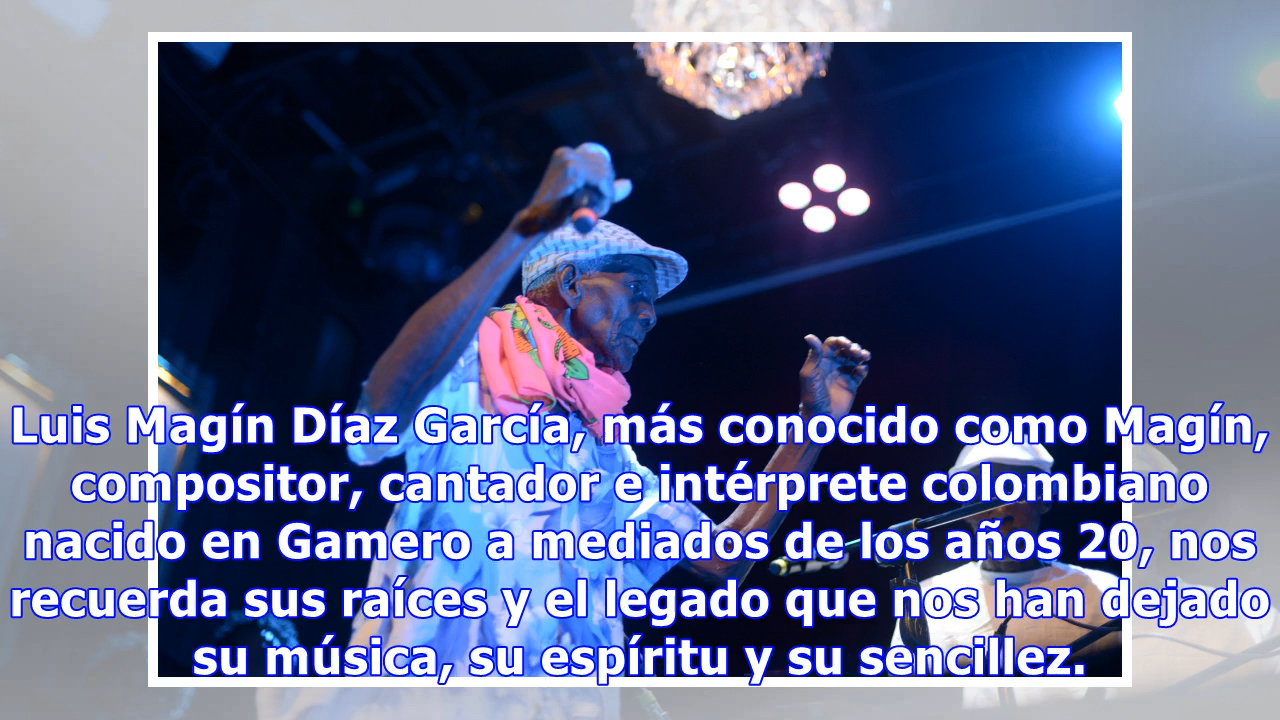 Luis Magín Díaz García, más conocido como Magín,
compositor, cantador e intérprete colombiano
nacido en Gamero a mediados de los años 20, nos
recuerda sus raíces y el legado que nos han dejado
su música, su espíritu y su sencillez.